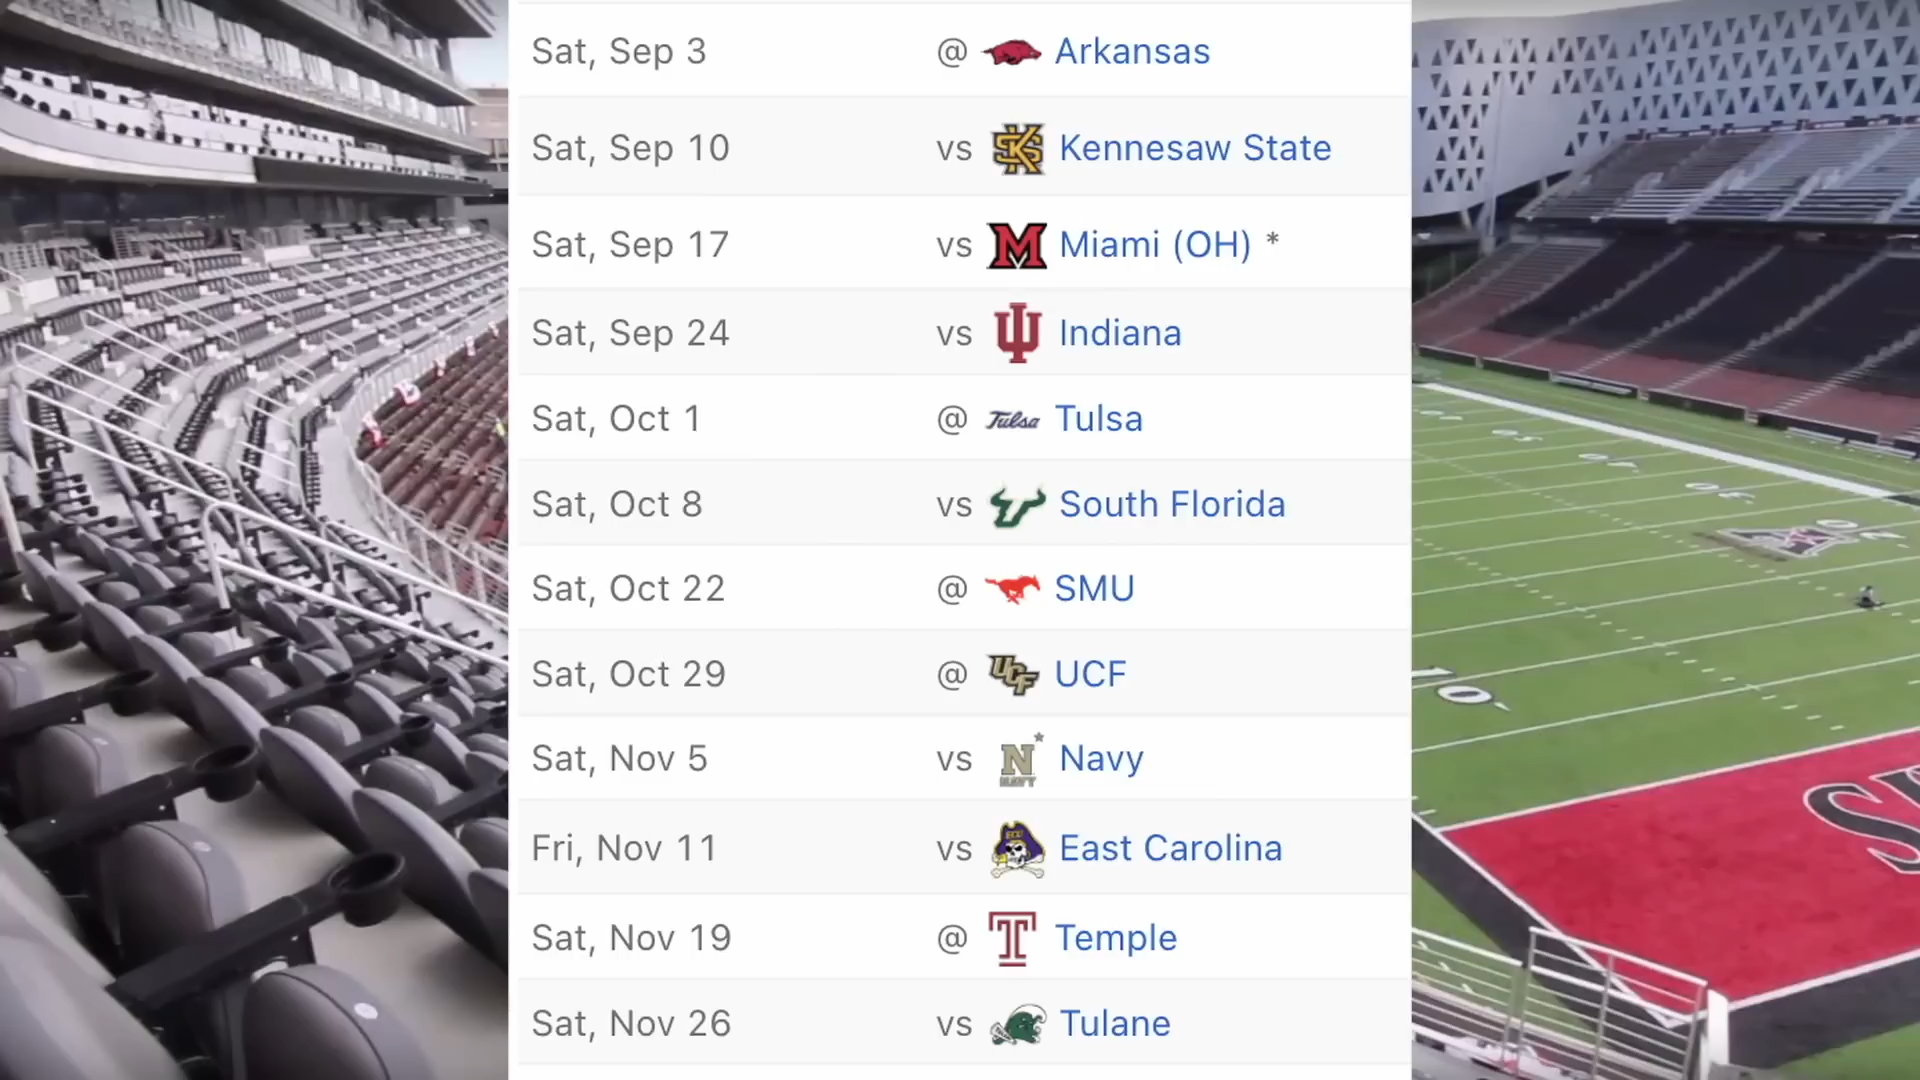 Sat, Sep 3 @ Arkansas
Sat, Sep 10 vs Kennesaw State
Sat, Sep 17 vs Miami (OH) *
Sat, Sep 24 vs Indiana
Sat, Oct 1 @ Tulsa Tulsa
Sat, Oct 8 vs South Florida
Sat, Oct 22 @ SMU
Sat, Oct 29 @ UCF UCF
Sat, Nov 5 vs N NAVY Navy
Fri, Nov 11 vs ECU East Carolina
Sat, Nov 19 @ T Temple
Sat, Nov 26 vs Tulane